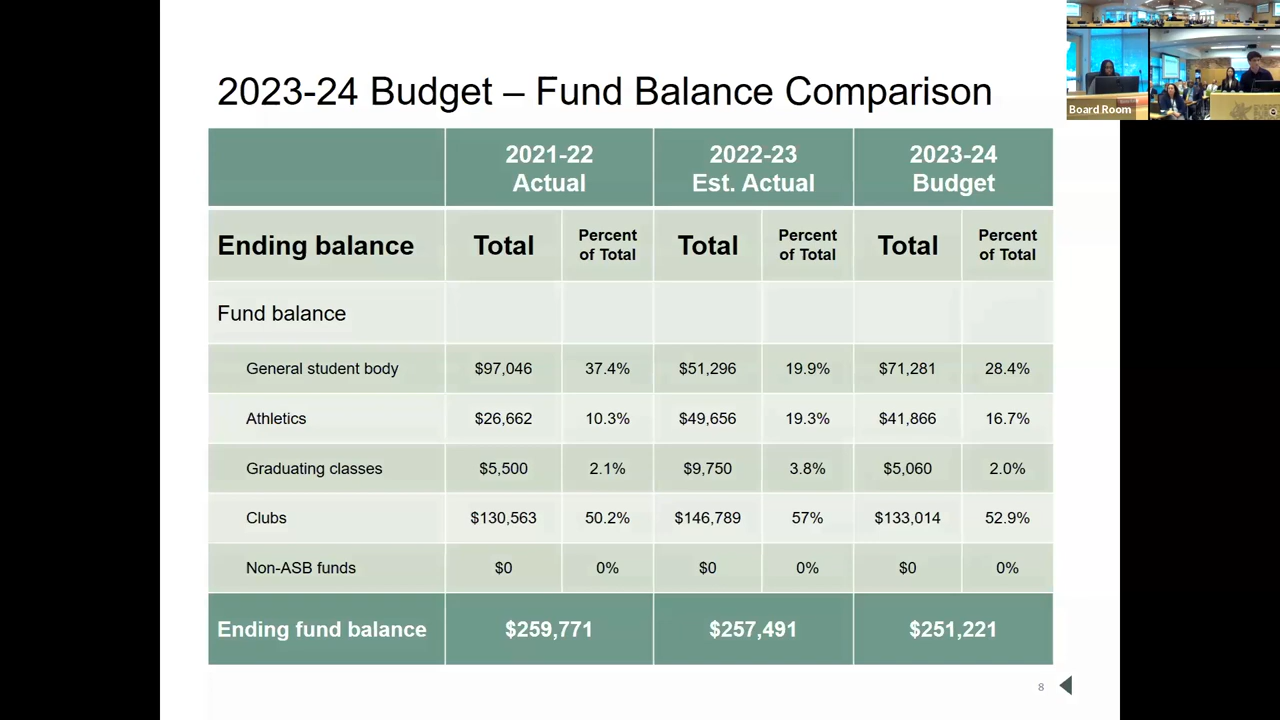 2023-24 Budget – Fund Balance Comparison
2021-22 Actual
2022-23 Est. Actual
2023-24 Budget
Ending balance Total Percent of Total Total Percent of Total Total Percent of Total
Fund balance
General student body $97,046 37.4% $51,296 19.9% $71,281 28.4%
Athletics $26,662 10.3% $49,656 19.3% $41,866 16.7%
Graduating classes $5,500 2.1% $9,750 3.8% $5,060 2.0%
Clubs $130,563 50.2% $146,789 57% $133,014 52.9%
Non-ASB funds $0 0% $0 0% $0 0%
Ending fund balance $259,771 $257,491 $251,221
8
Board Room